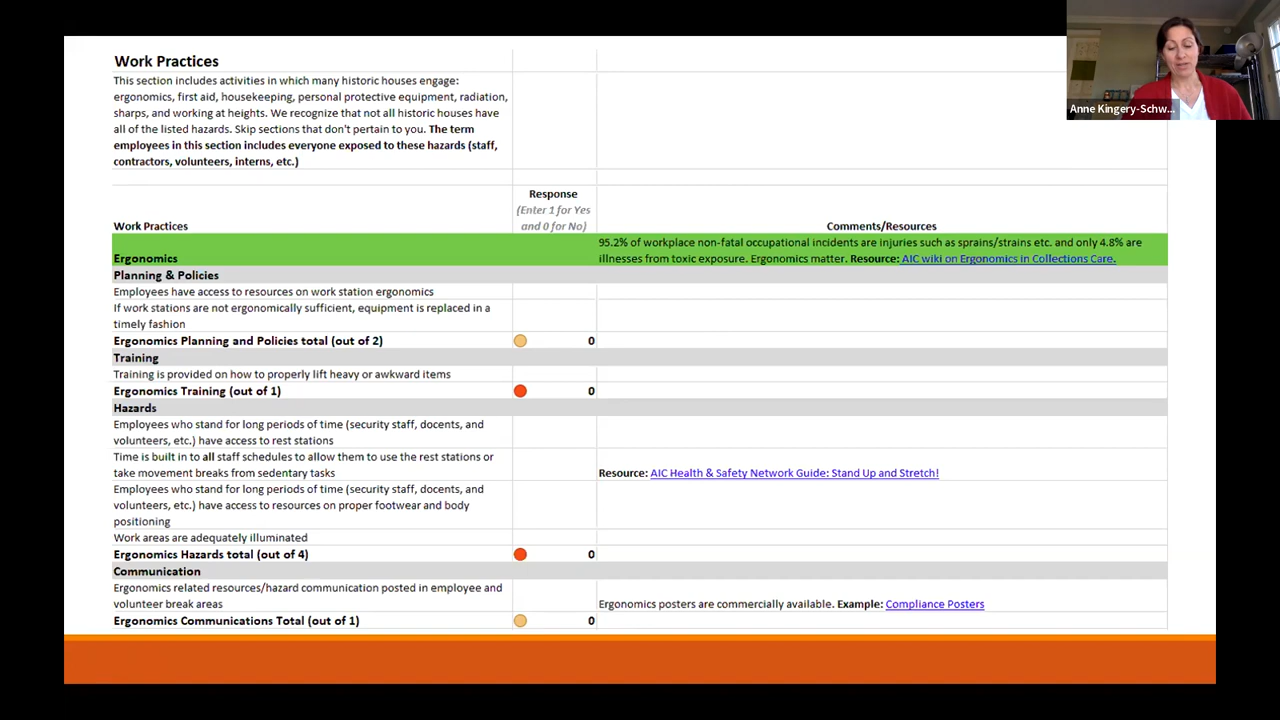 Work Practices
This section includes activities in which many historic houses engage:
ergonomics, first aid, housekeeping, personal protective equipment, radiation,
sharps, and working at heights. We recognize that not all historic houses have
all of the listed hazards. Skip sections that don't pertain to you. The term
employees in this section includes everyone exposed to these hazards (staff,
contractors, volunteers, interns, etc.)
Anne Kingery-Schw...
Response
(Enter 1 for Yes
and 0 for No)
Work Practices
Comments/Resources
95.2% of workplace non-fatal occupational incidents are injuries such as sprains/strains etc. and only 4.8% are
illnesses from toxic exposure. Ergonomics matter. Resource: AIC wiki on Ergonomics in Collections Care.
Ergonomics
Planning & Policies
Employees have access to resources on work station ergonomics
If work stations are not ergonomically sufficient, equipment is replaced in a
timely fashion
Ergonomics Planning and Policies total (out of 2) 0
Training
Training is provided on how to properly lift heavy or awkward items
Ergonomics Training (out of 1) 0
Hazards
Employees who stand for long periods of time (security staff, docents, and
volunteers, etc.) have access to rest stations
Time is built in to all staff schedules to allow them to use the rest stations or
take movement breaks from sedentary tasks
Resource: AIC Health & Safety Network Guide: Stand Up and Stretch!
Employees who stand for long periods of time (security staff, docents, and
volunteers, etc.) have access to resources on proper footwear and body
positioning
Work areas are adequately illuminated
Ergonomics Hazards total (out of 4) 0
Communication
Ergonomics related resources/hazard communication posted in employee and
volunteer break areas
Ergonomics posters are commercially available. Example: Compliance Posters
Ergonomics Communications Total (out of 1) 0